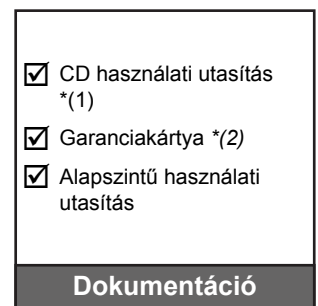 ☑ CD használati utasítás
*(1)
☑ Garanciakártya *(2)
☑ Alapszintű használati
utasítás
Dokumentáció